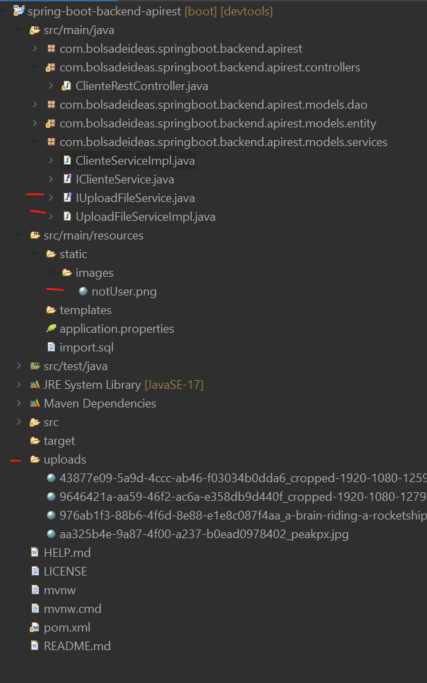 spring-boot-backend-apirest [boot] [devtools]
src/main/java
com.bolsadeideas.springboot.backend.apirest
com.bolsadeideas.springboot.backend.apirest.controllers
ClienteRestController.java
com.bolsadeideas.springboot.backend.apirest.models.dao
com.bolsadeideas.springboot.backend.apirest.models.entity
com.bolsadeideas.springboot.backend.apirest.models.services
ClienteServiceImpl.java
IClienteService.java
IUploadFileService.java
UploadFileServiceImpl.java
src/main/resources
static
images
notUser.png
templates
application.properties
import.sql
src/test/java
JRE System Library [JavaSE-17]
Maven Dependencies
src
target
uploads
43877e09-5a9d-4ccc-ab46-f03034b0dda6_cropped-1920-1080-1259
9646421a-aa59-46f2-ac6a-e358db9d440f_cropped-1920-1080-1279
976ab1f3-88b6-4f6d-8e88-e1e8c087f4aa_a-brain-riding-a-rocketship
aa325b4e-9a87-4f00-a237-b0ead0978402_peakpx.jpg
HELP.md
LICENSE
mvnw
mvnw.cmd
pom.xml
README.md